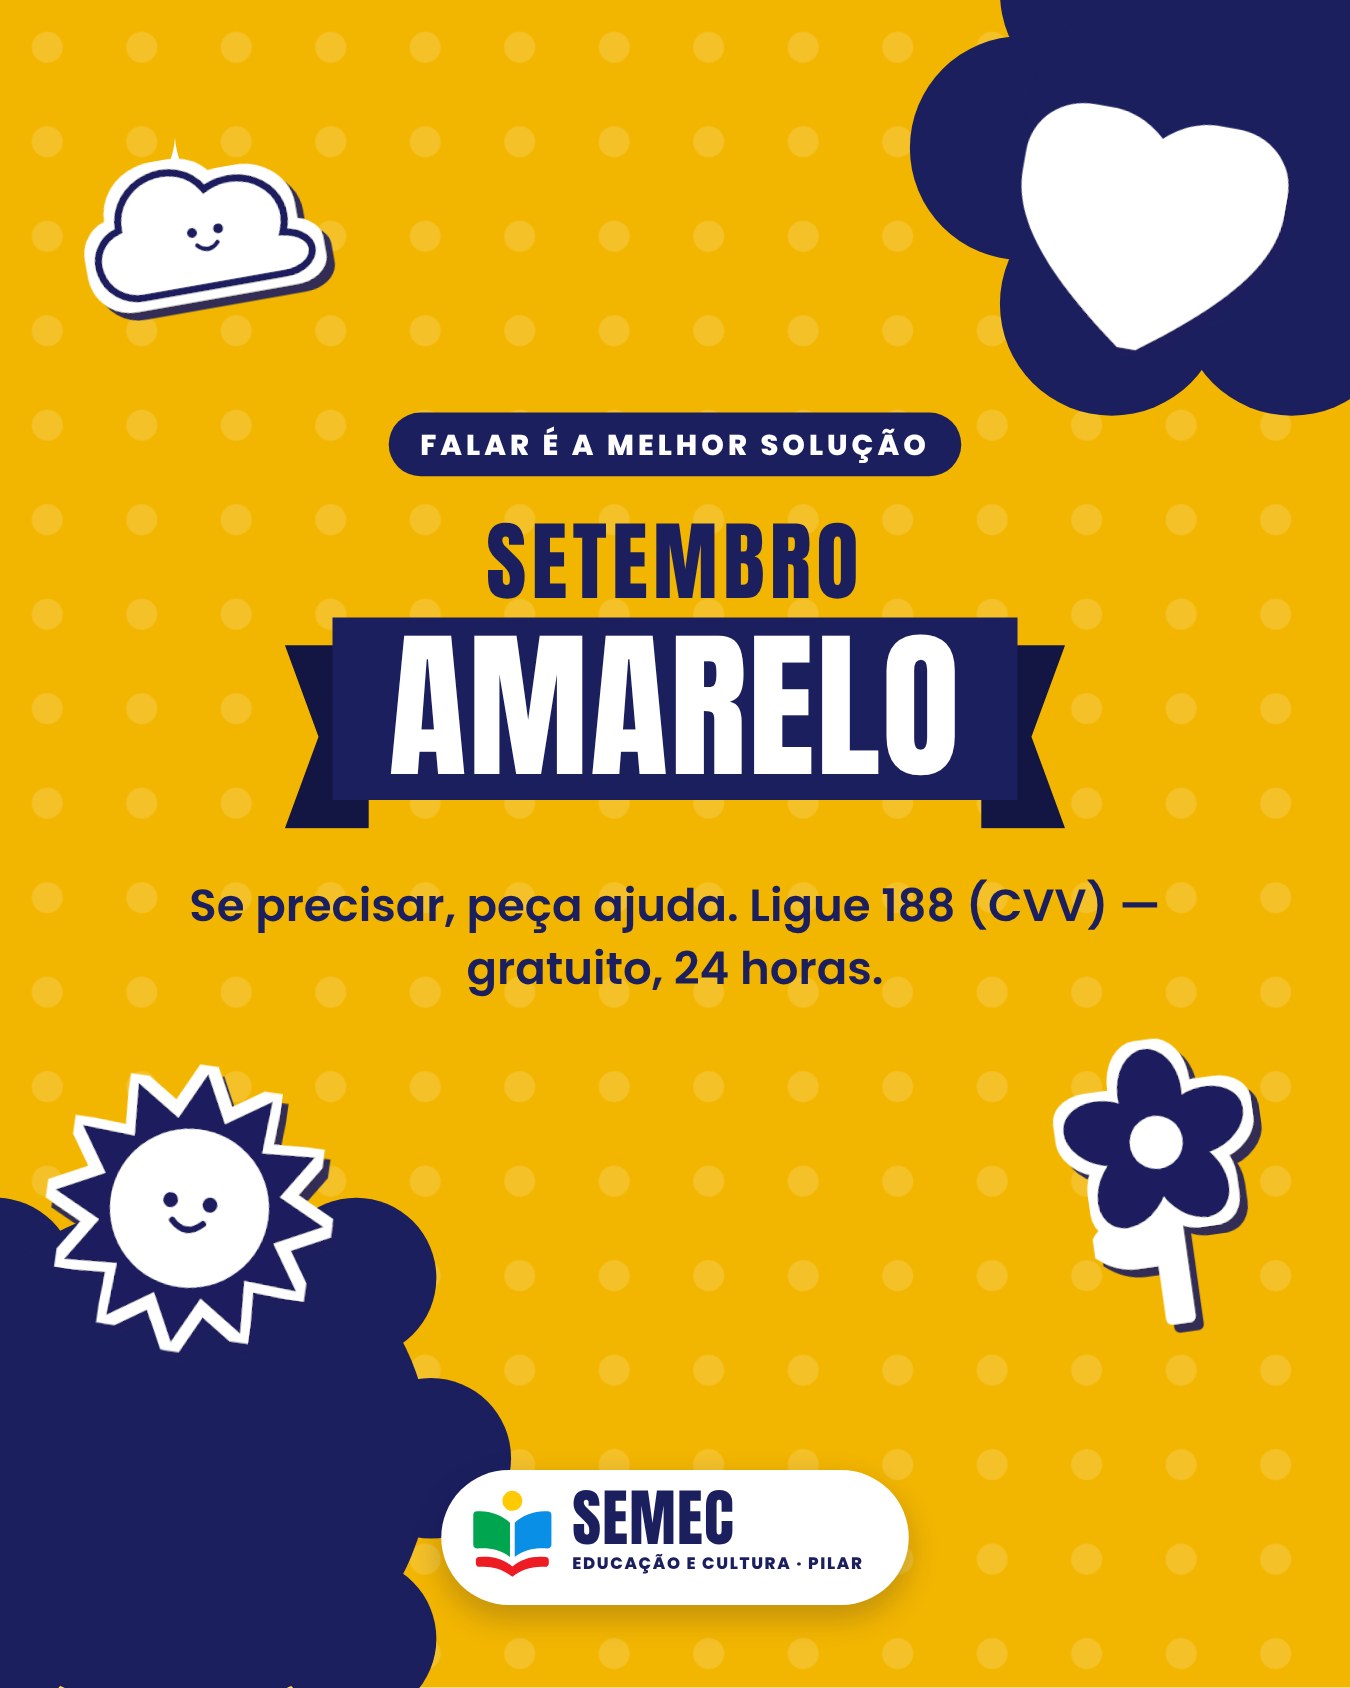 FALAR É A MELHOR SOLUÇÃO
SETEMBRO
AMARELO
Se precisar, peça ajuda. Ligue 188 (CVV) —
gratuito, 24 horas.
SEMEC
EDUCAÇÃO E CULTURA · PILAR